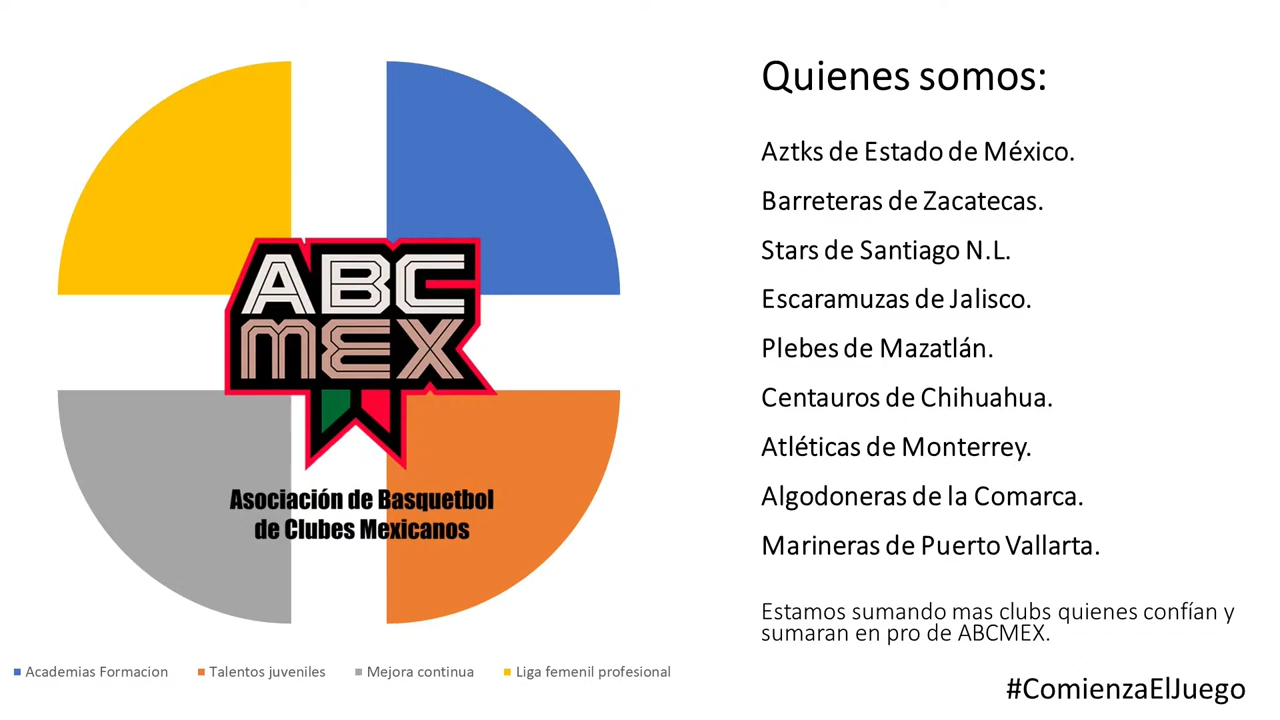 ABC
MEX
Asociación de Basquetbol
de Clubes Mexicanos
Academias Formacion
Talentos juveniles
Mejora continua
Liga femenil profesional
Quienes somos:
Aztks de Estado de México.
Barreteras de Zacatecas.
Stars de Santiago N.L.
Escaramuzas de Jalisco.
Plebes de Mazatlán.
Centauros de Chihuahua.
Atléticas de Monterrey.
Algodoneras de la Comarca.
Marineras de Puerto Vallarta.
Estamos sumando mas clubs quienes confían y
sumaran en pro de ABCMEX.
#ComienzaElJuego